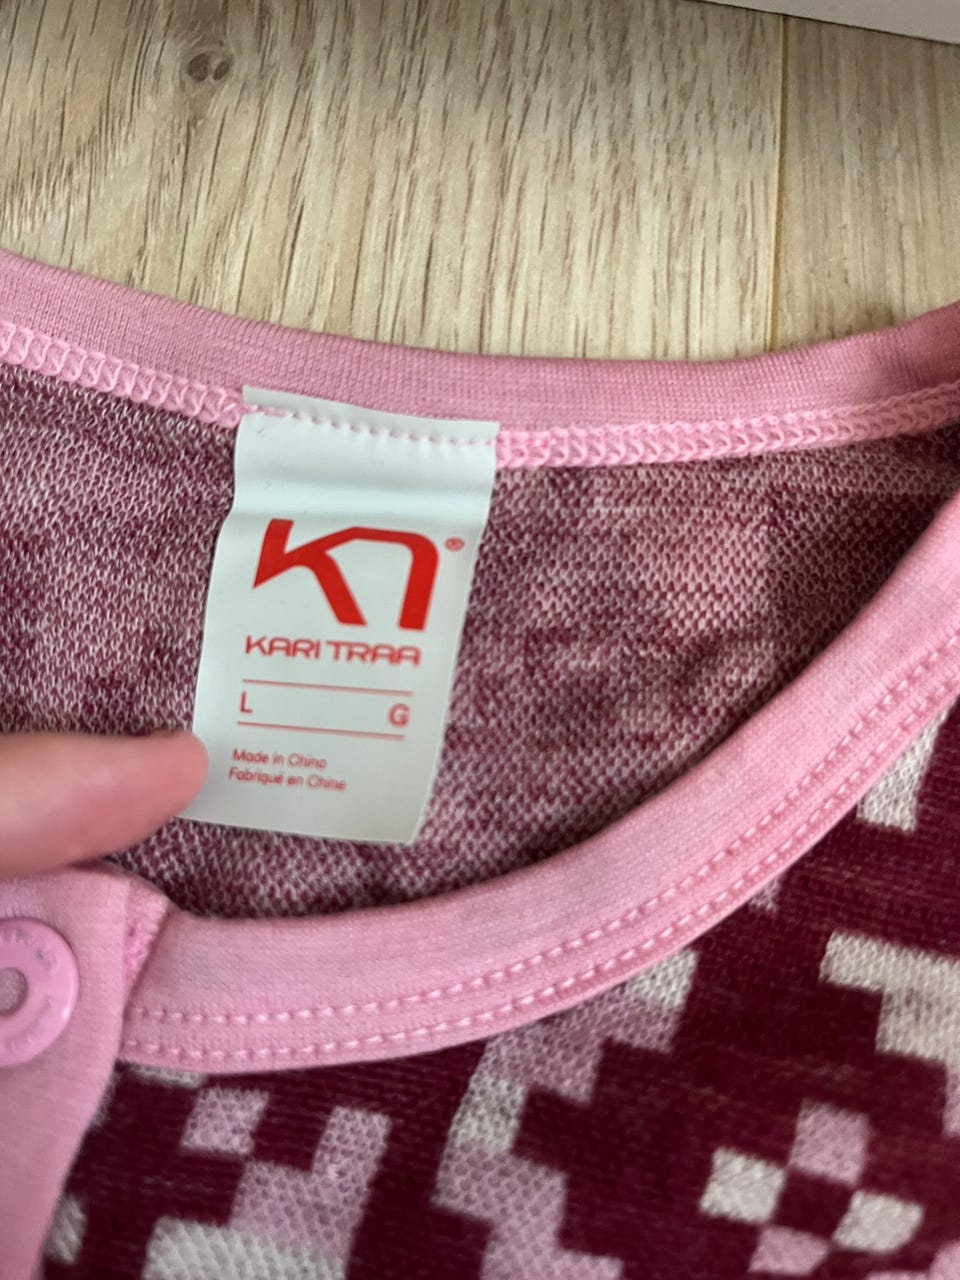 KARI TRAA
L G
Made in China
Fabriqué en Chine